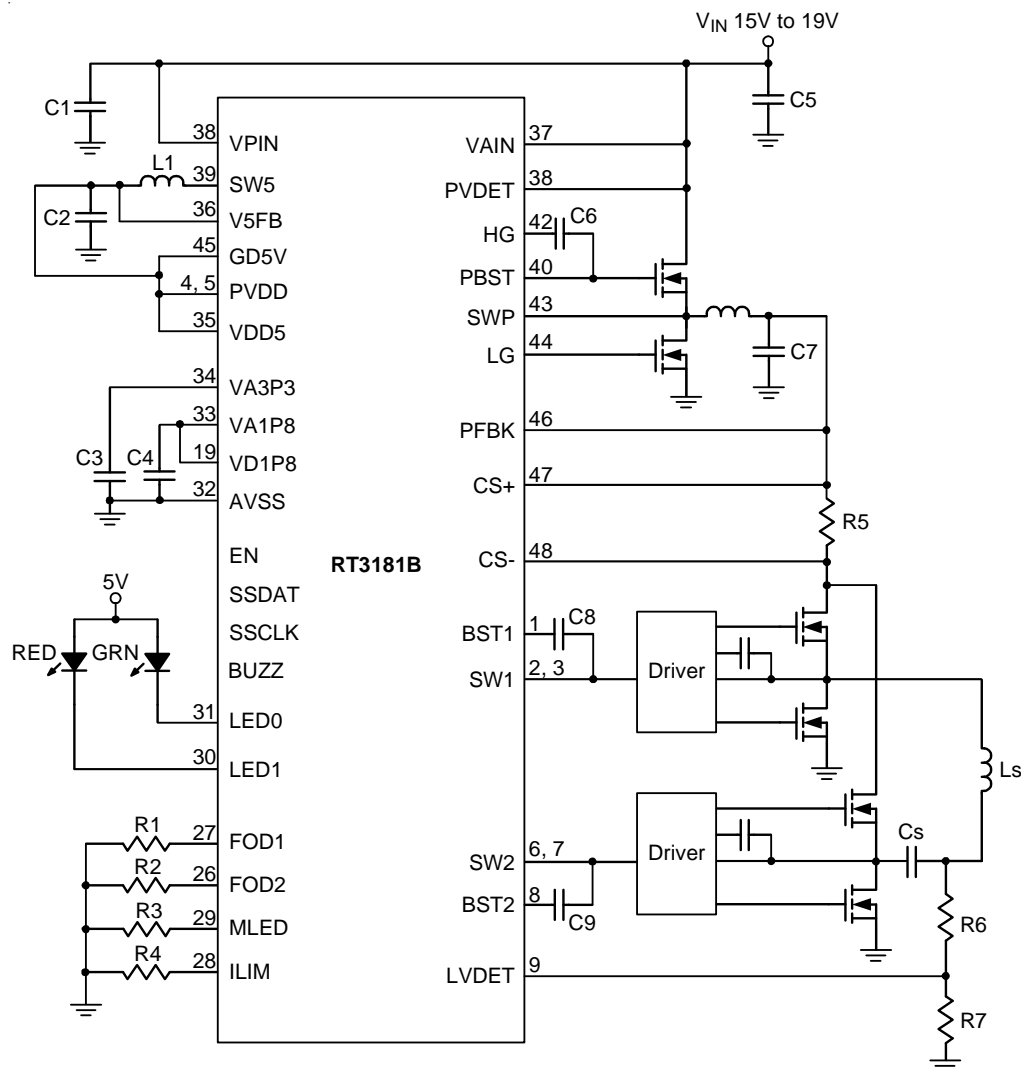 V_IN 15V to 19V
C1
C5
38 VPIN
VAIN 37
L1
39 SW5
PVDET 38
C2
36 V5FB
HG 42
C6
45 GD5V
PBST 40
4, 5 PVDD
SWP 43
35 VDD5
LG 44
C7
34 VA3P3
33 VA1P8
PFBK 46
C3
C4
19 VD1P8
CS+ 47
32 AVSS
R5
EN
RT3181B
CS- 48
5V
SSDAT
SSCLK
BST1 1
C8
RED
GRN
BUZZ
SW1 2, 3
Driver
31 LED0
30 LED1
Ls
R1
27 FOD1
Cs
R2
26 FOD2
SW2 6, 7
Driver
R3
29 MLED
BST2 8
C9
R6
R4
28 ILIM
LVDET 9
R7